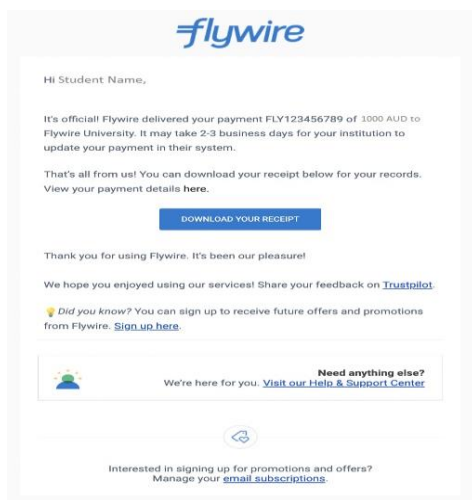 flywire
Hi Student Name,
It's official! Flywire delivered your payment FLY123456789 of 1000 AUD to
Flywire University. It may take 2-3 business days for your institution to
update your payment in their system.
That's all from us! You can download your receipt below for your records.
View your payment details here.
DOWNLOAD YOUR RECEIPT
Thank you for using Flywire. It's been our pleasure!
We hope you enjoyed using our services! Share your feedback on Trustpilot.
Did you know? You can sign up to receive future offers and promotions
from Flywire. Sign up here.
Need anything else?
We're here for you. Visit our Help & Support Center
Interested in signing up for promotions and offers?
Manage your email subscriptions.